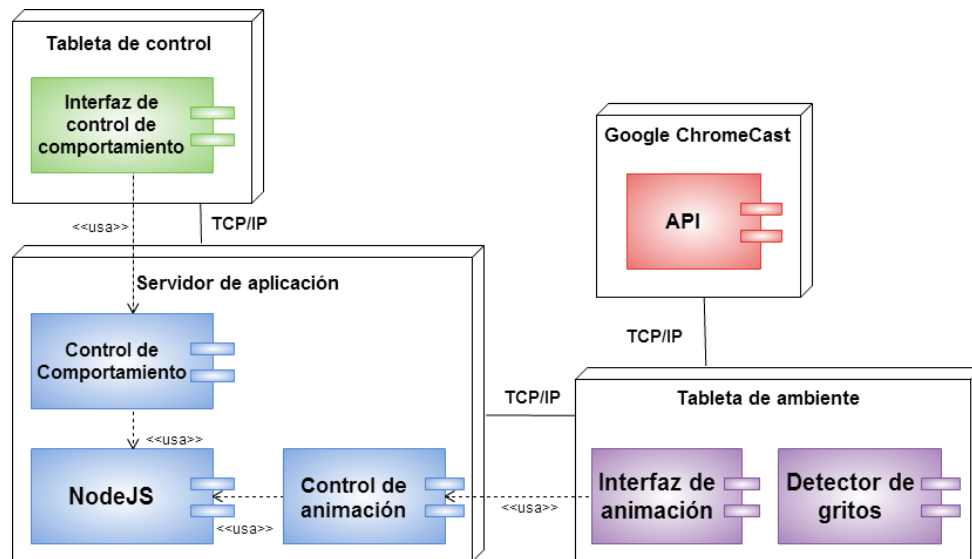 Tableta de control
Interfaz de
control de
comportamiento
<<usa>>
TCP/IP
Google ChromeCast
API
TCP/IP
Servidor de aplicación
Control de
Comportamiento
<<usa>>
NodeJS
<<usa>>
Control de
animación
TCP/IP
<<usa>>
Tableta de ambiente
Interfaz de
animación
Detector de
gritos